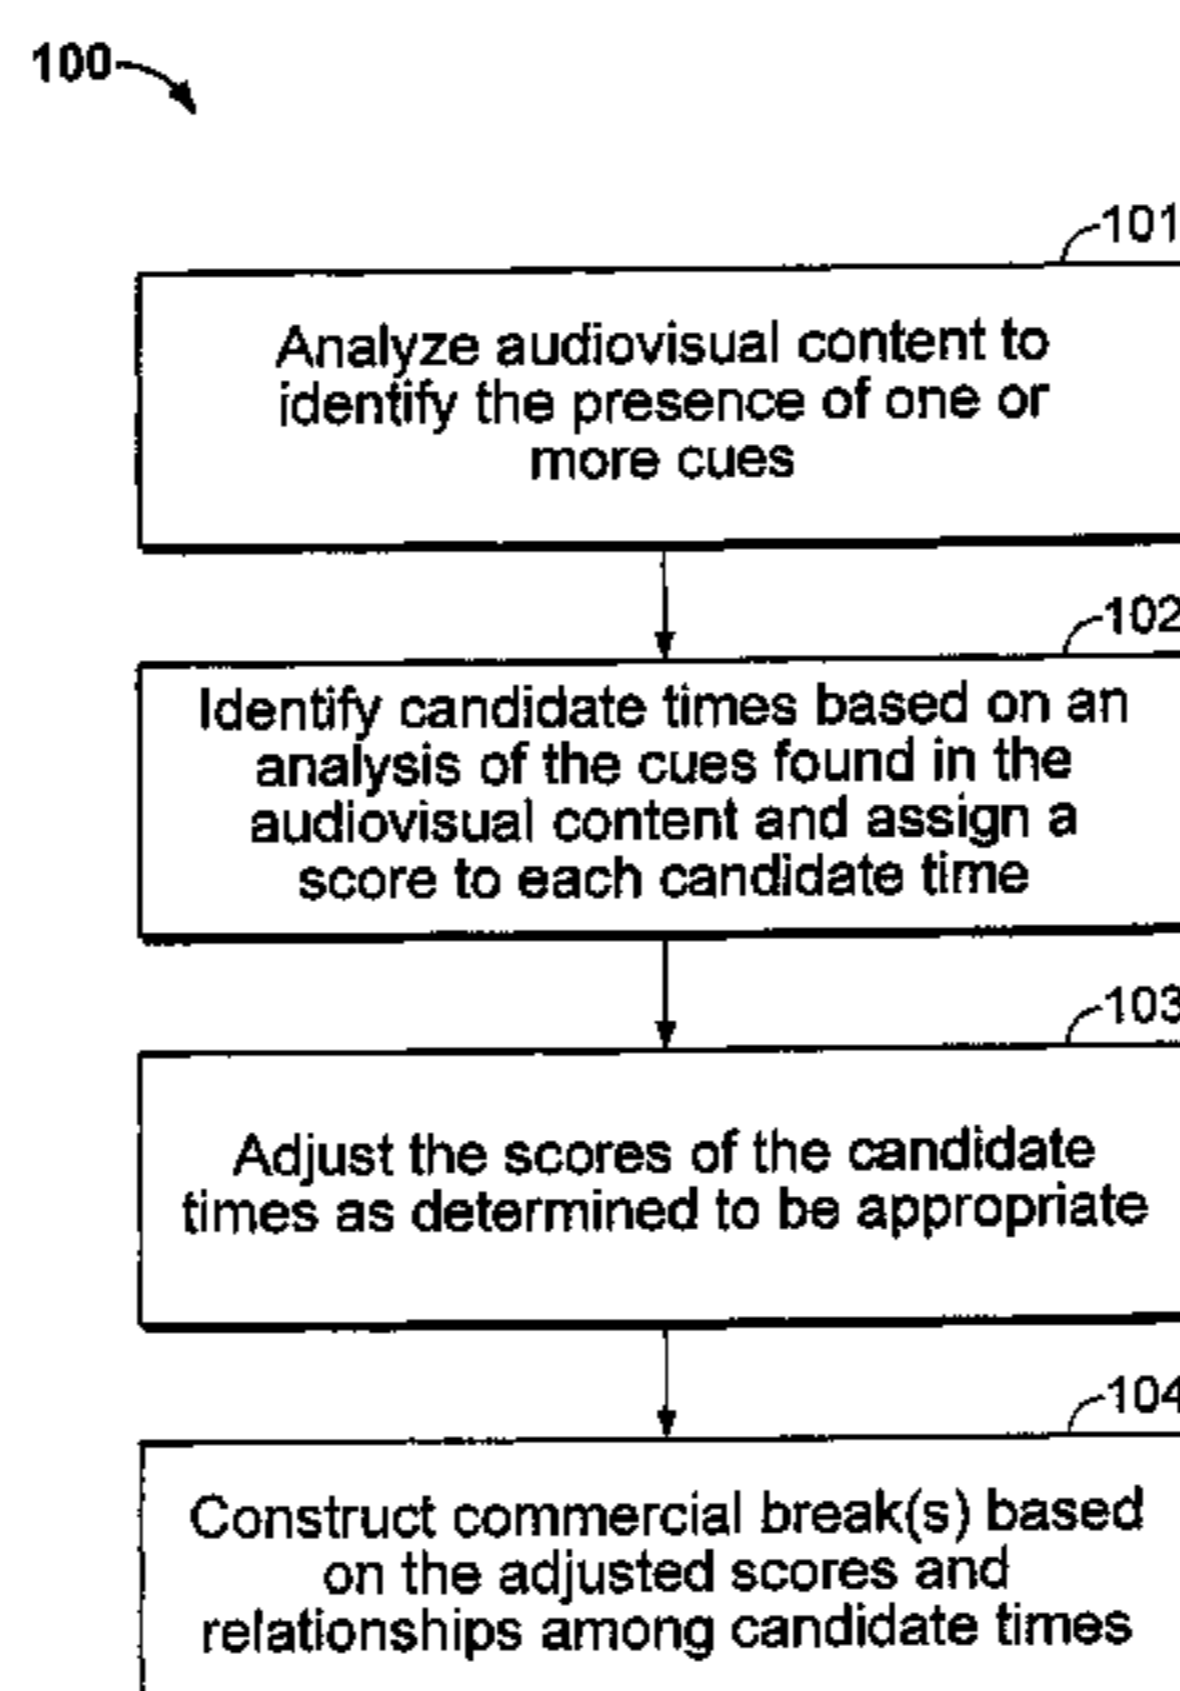 100
101
Analyze audiovisual content to
identify the presence of one or
more cues
102
Identify candidate times based on an
analysis of the cues found in the
audiovisual content and assign a
score to each candidate time
103
Adjust the scores of the candidate
times as determined to be appropriate
104
Construct commercial break(s) based
on the adjusted scores and
relationships among candidate times